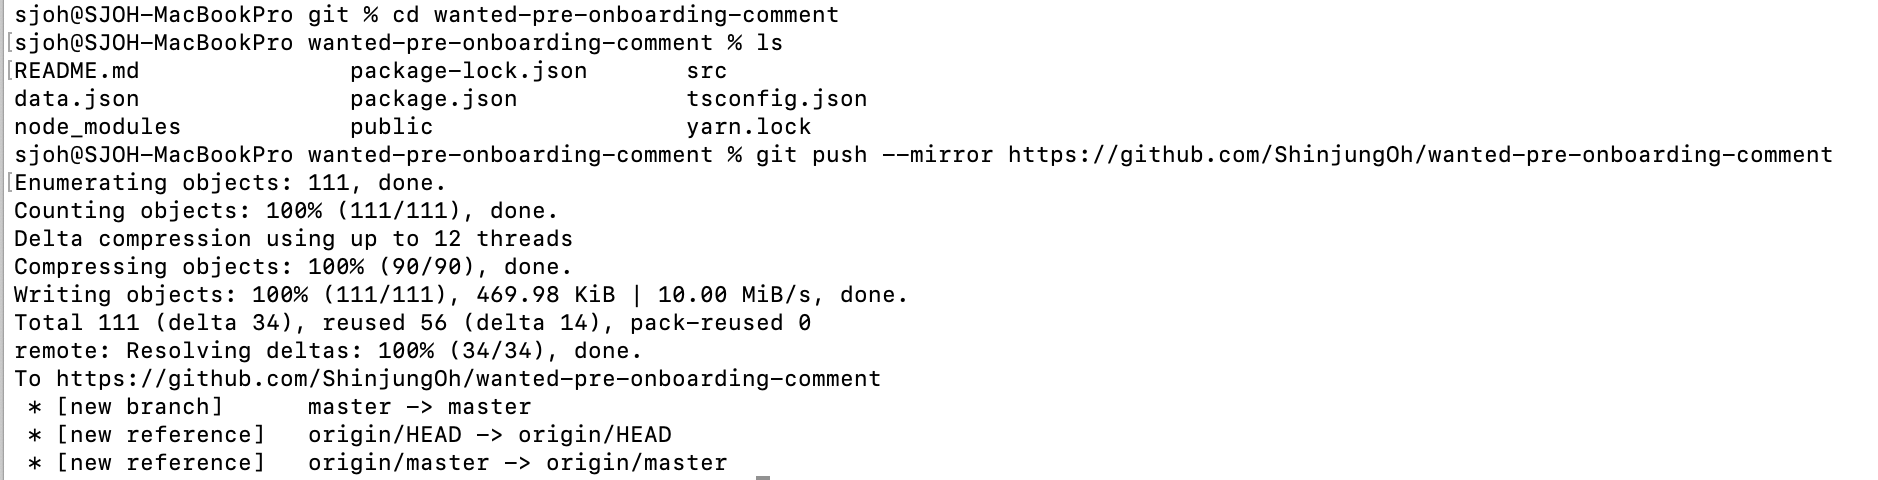 sjoh@SJOH-MacBookPro git % cd wanted-pre-onboarding-comment
[sjoh@SJOH-MacBookPro wanted-pre-onboarding-comment % ls
[README.md package-lock.json src
data.json package.json tsconfig.json
node_modules public yarn.lock
sjoh@SJOH-MacBookPro wanted-pre-onboarding-comment % git push --mirror https://github.com/ShinjungOh/wanted-pre-onboarding-comment
[Enumerating objects: 111, done.
Counting objects: 100% (111/111), done.
Delta compression using up to 12 threads
Compressing objects: 100% (90/90), done.
Writing objects: 100% (111/111), 469.98 KiB | 10.00 MiB/s, done.
Total 111 (delta 34), reused 56 (delta 14), pack-reused 0
remote: Resolving deltas: 100% (34/34), done.
To https://github.com/ShinjungOh/wanted-pre-onboarding-comment
 * [new branch]      master -> master
 * [new reference]   origin/HEAD -> origin/HEAD
 * [new reference]   origin/master -> origin/master